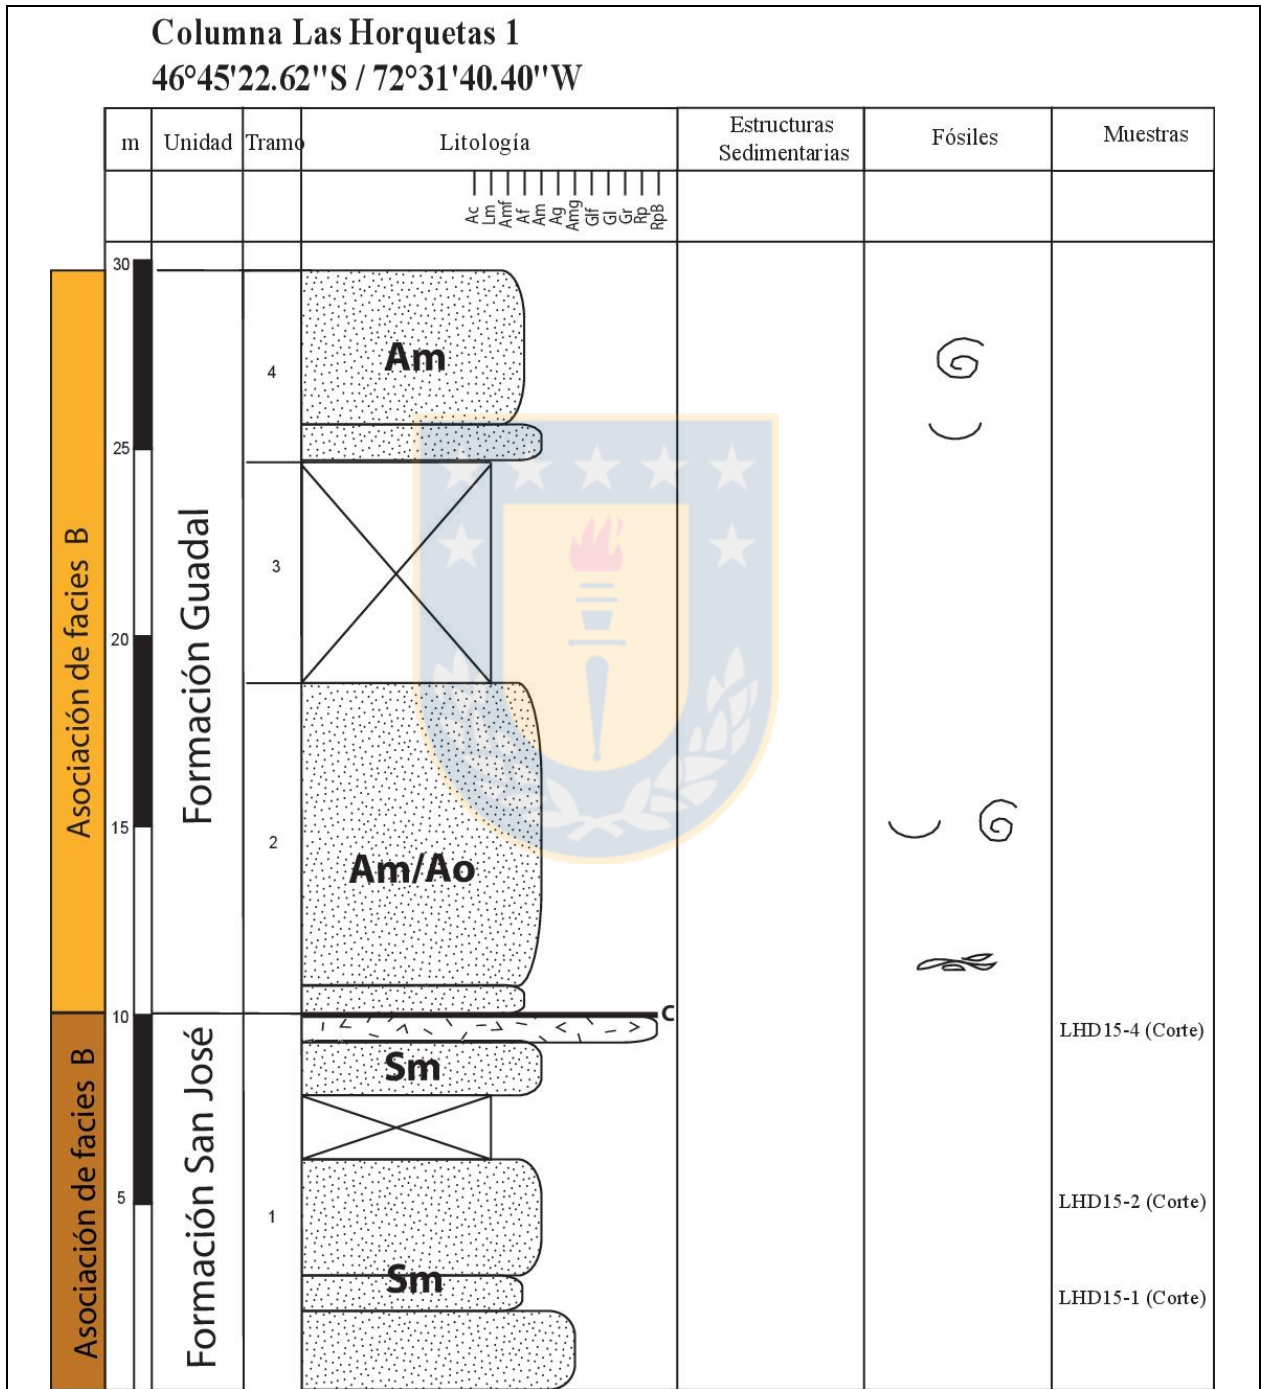 Columna Las Horquetas 1
46°45'22.62"S / 72°31'40.40"W
m
Unidad
Tramo
Litología
Estructuras
Sedimentarias
Fósiles
Muestras
Ac
Lm
Amf
Af
Am
Ag
Amg
Glf
Gl
Gr
Rp
RpB
30
25
20
15
10
5
Asociación de facies B
Formación Guadal
4
Am
3
2
Am/Ao
C
Asociación de facies B
Formación San José
1
Sm
Sm
LHD15-4 (Corte)
LHD15-2 (Corte)
LHD15-1 (Corte)